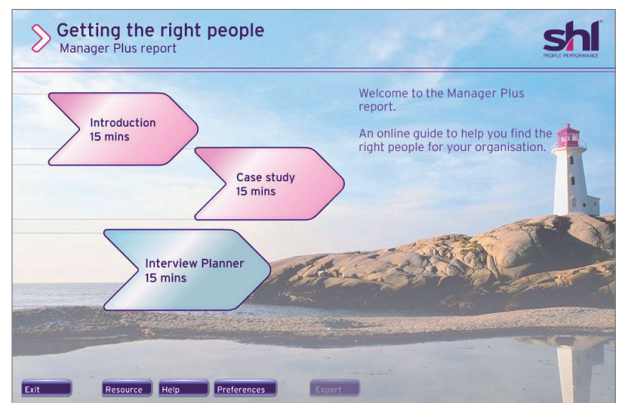 Getting the right people
Manager Plus report
shl
PEOPLE PERFORMANCE
Welcome to the Manager Plus
report.
An online guide to help you find the
right people for your organisation.
Introduction
15 mins
Case study
15 mins
Interview Planner
15 mins
Exit
Resource
Help
Preferences
Expert